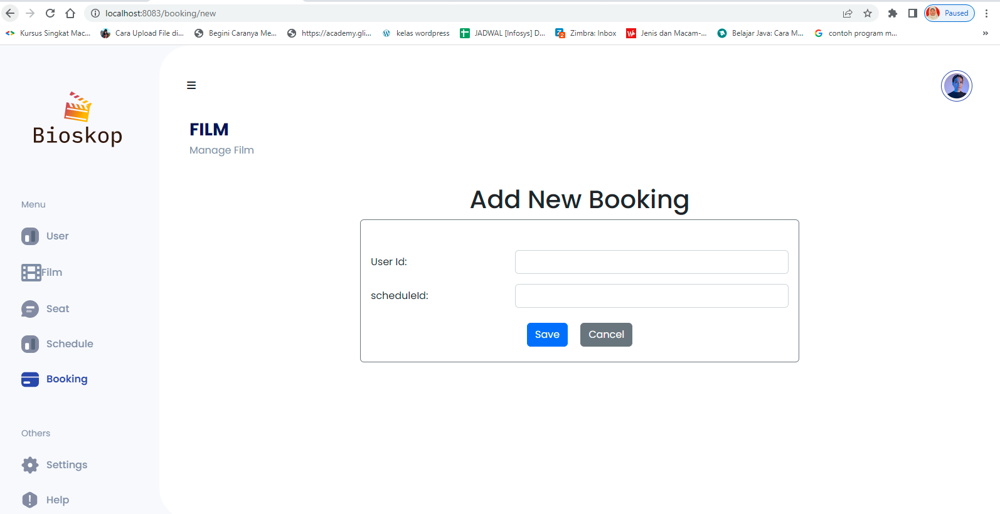 localhost:8083/booking/new
Paused
Kursus Singkat Mac... Cara Upload File di... Begini Caranya Me... https://academy.gli... kelas wordpress JADWAL [Infosys] D... Zimbra: Inbox Jenis dan Macam-... Belajar Java: Cara M... contoh program m... »
Bioskop
FILM
Manage Film
Menu
User
Film
Seat
Schedule
Booking
Others
Settings
Help
Add New Booking
User Id:
scheduleId:
Save Cancel